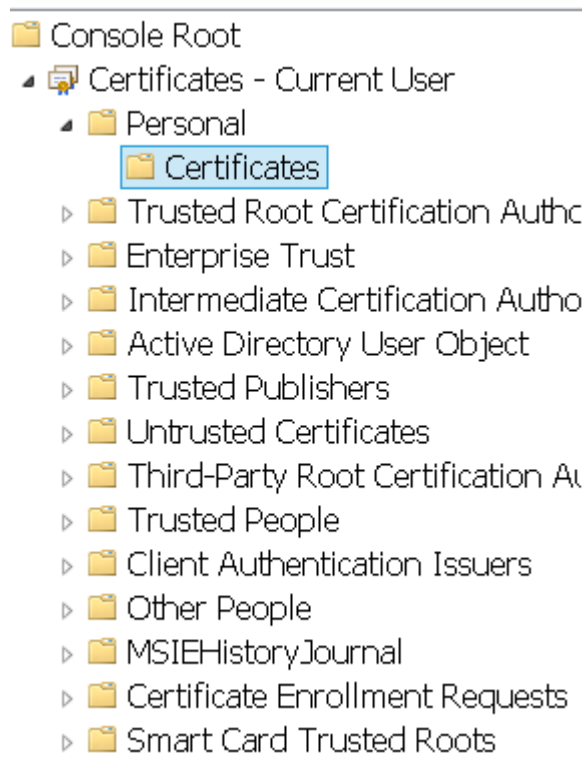 Console Root
Certificates - Current User
Personal
Certificates
Trusted Root Certification Autho
Enterprise Trust
Intermediate Certification Autho
Active Directory User Object
Trusted Publishers
Untrusted Certificates
Third-Party Root Certification Au
Trusted People
Client Authentication Issuers
Other People
MSIEHistoryJournal
Certificate Enrollment Requests
Smart Card Trusted Roots